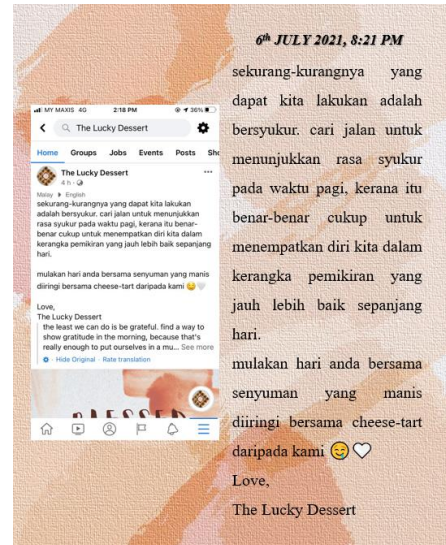 6th JULY 2021, 8:21 PM
MY MAXIS 4G 2:18 PM 36%
The Lucky Dessert
Home Groups Jobs Events Posts Sho
The Lucky Dessert
4 h
Malay English
sekurang-kurangnya yang dapat kita lakukan
adalah bersyukur. cari jalan untuk menunjukkan
rasa syukur pada waktu pagi, kerana itu benar-
benar cukup untuk menempatkan diri kita dalam
kerangka pemikiran yang jauh lebih baik sepanjang
hari.
mulakan hari anda bersama senyuman yang manis
diiringi bersama cheese-tart daripada kami 😋🤍
Love,
The Lucky Dessert
the least we can do is be grateful. find a way to
show gratitude in the morning, because that's
really enough to put ourselves in a mu... See more
Hide Original · Rate translation
BLESSED
sekurang-kurangnya yang
dapat kita lakukan adalah
bersyukur. cari jalan untuk
menunjukkan rasa syukur
pada waktu pagi, kerana itu
benar-benar cukup untuk
menempatkan diri kita dalam
kerangka pemikiran yang
jauh lebih baik sepanjang
hari.
mulakan hari anda bersama
senyuman yang manis
diiringi bersama cheese-tart
daripada kami 😋🤍
Love,
The Lucky Dessert